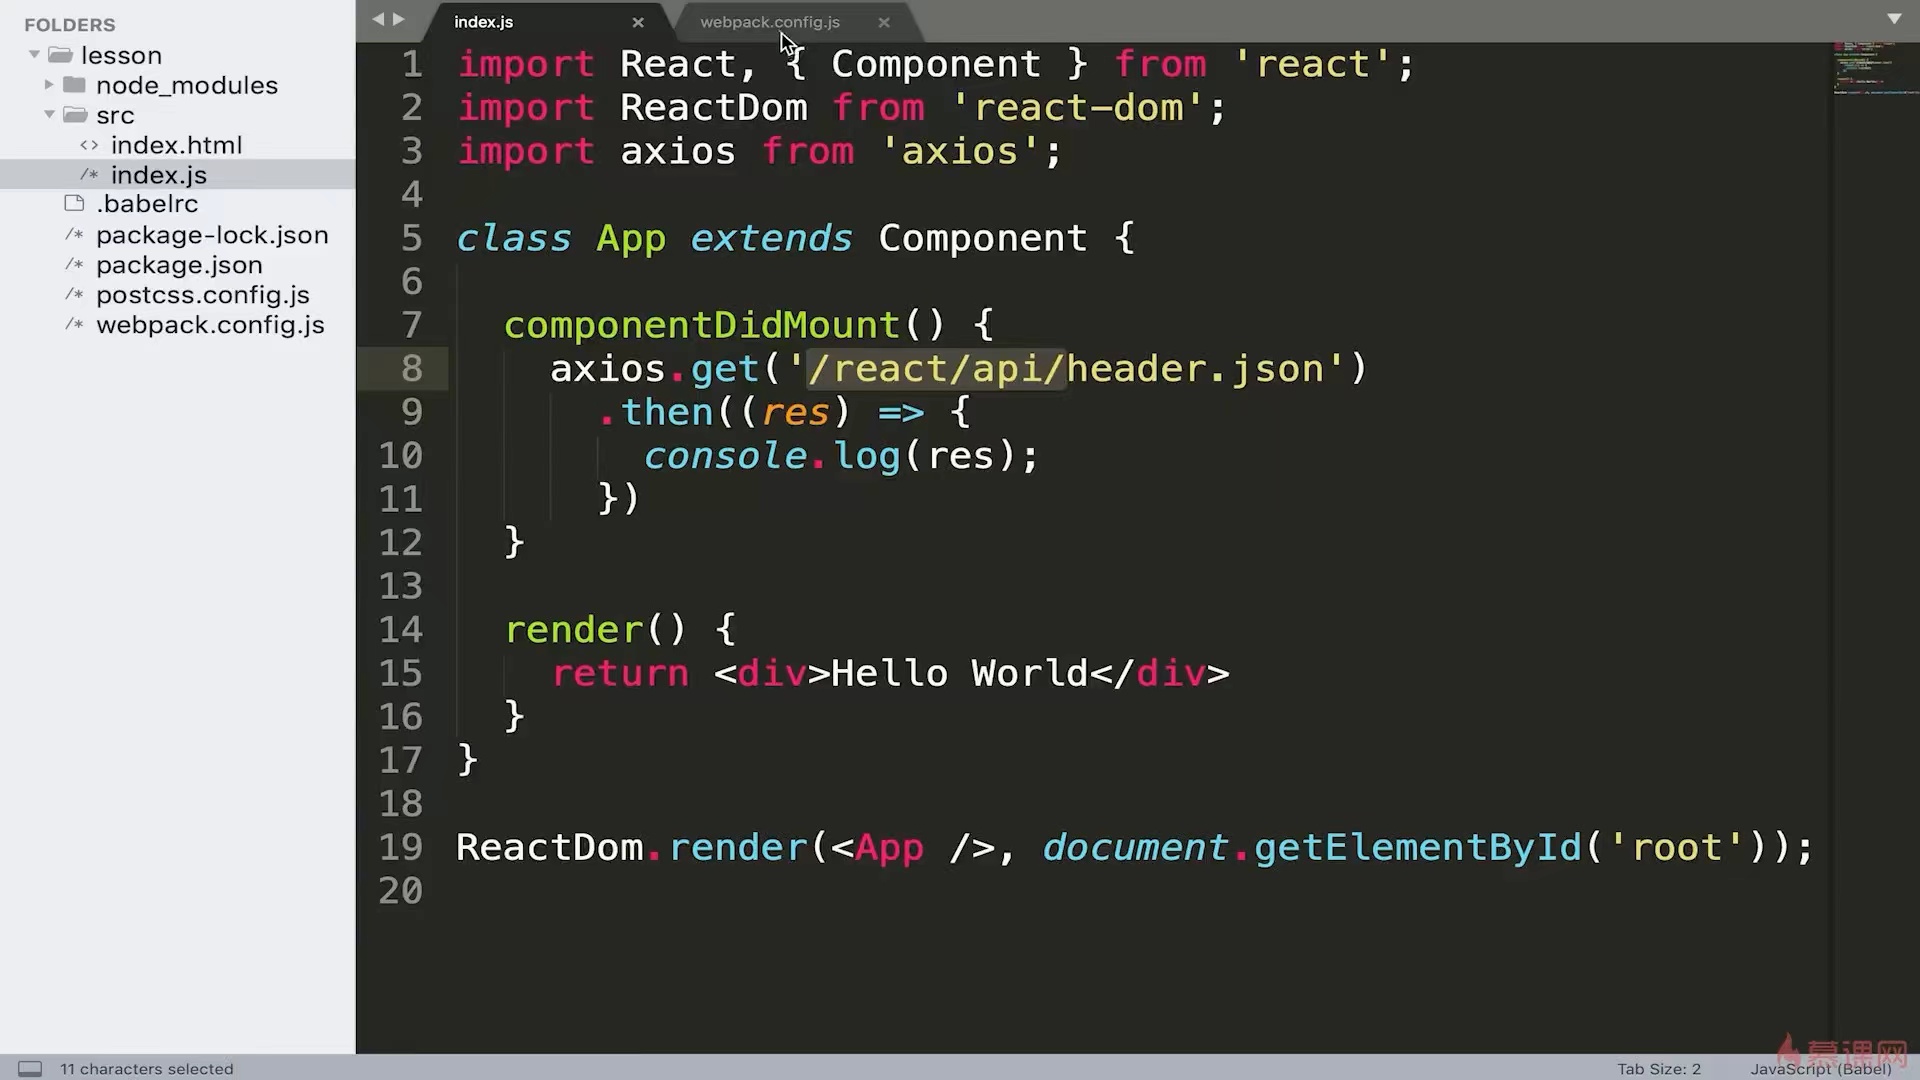 FOLDERS
lesson
node_modules
src
<> index.html
/* index.js
.babelrc
/* package-lock.json
/* package.json
/* postcss.config.js
/* webpack.config.js
index.js ×
webpack.config.js ×
1 import React, { Component } from 'react';
2 import ReactDom from 'react-dom';
3 import axios from 'axios';
4
5 class App extends Component {
6
7 componentDidMount() {
8 axios.get('/react/api/header.json')
9 .then((res) => {
10 console.log(res);
11 })
12 }
13
14 render() {
15 return <div>Hello World</div>
16 }
17 }
18
19 ReactDom.render(<App />, document.getElementById('root'));
20
11 characters selected
Tab Size: 2
JavaScript (Babel)
慕课网